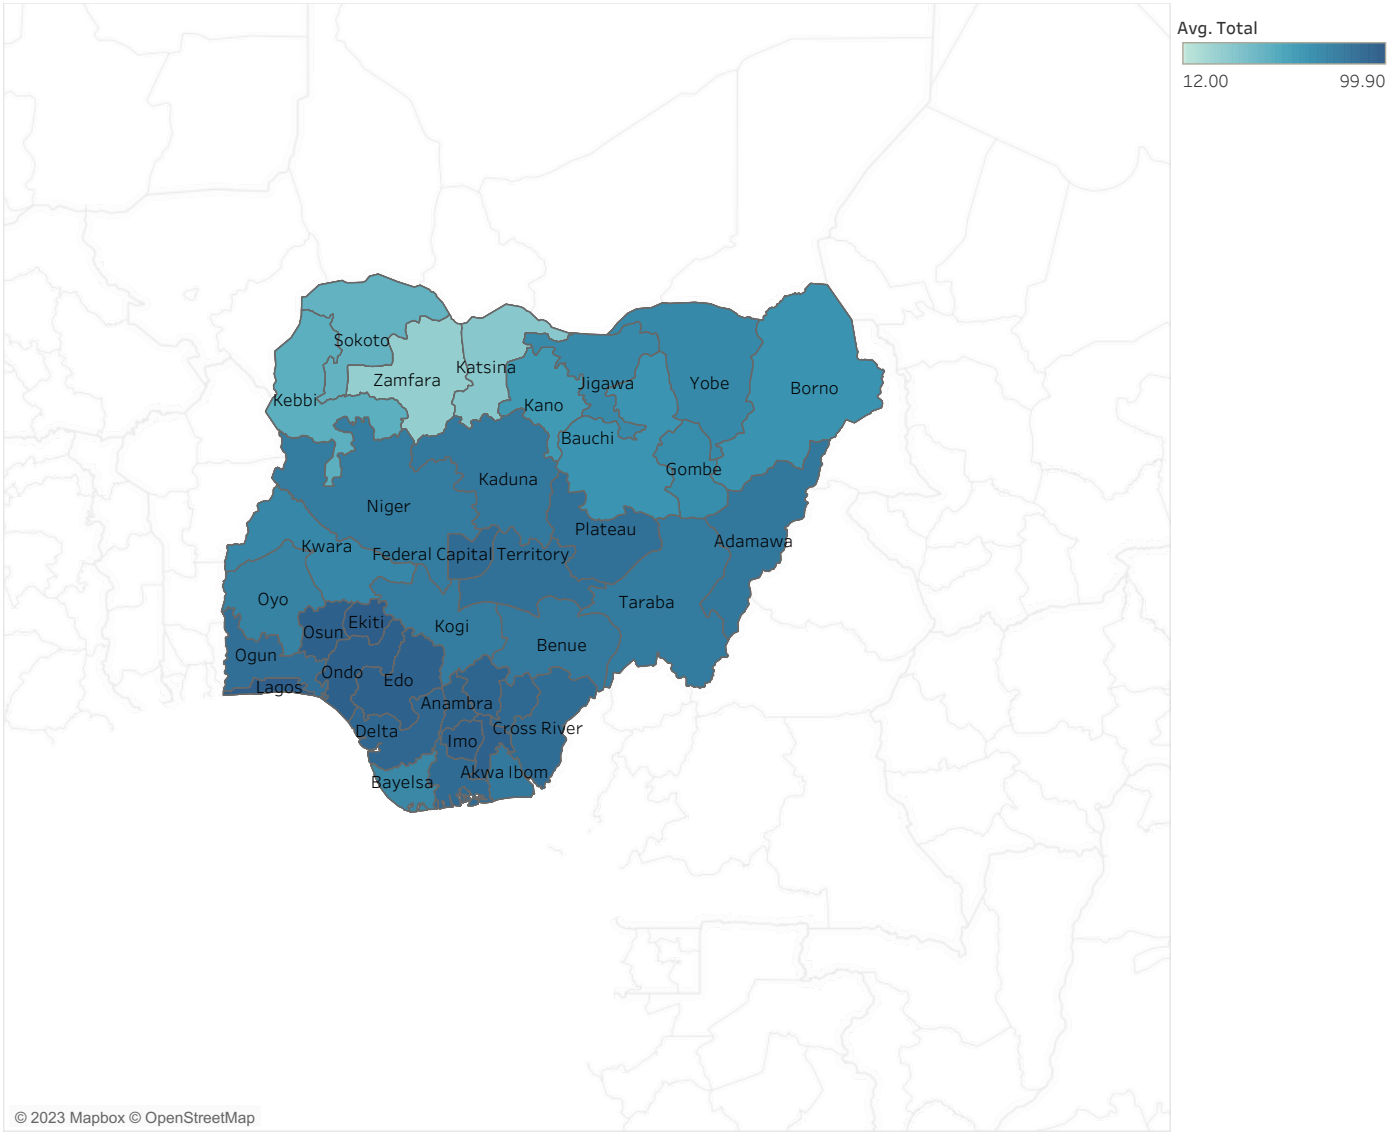 Avg. Total
12.00 99.90
Sokoto
Katsina
Zamfara
Jigawa
Yobe
Borno
Kebbi
Kano
Bauchi
Gombe
Kaduna
Niger
Plateau
Adamawa
Kwara
Federal Capital Territory
Oyo
Taraba
Ekiti
Kogi
Osun
Benue
Ogun
Ondo
Edo
Lagos
Anambra
Delta
Cross River
Imo
Akwa Ibom
Bayelsa
© 2023 Mapbox © OpenStreetMap